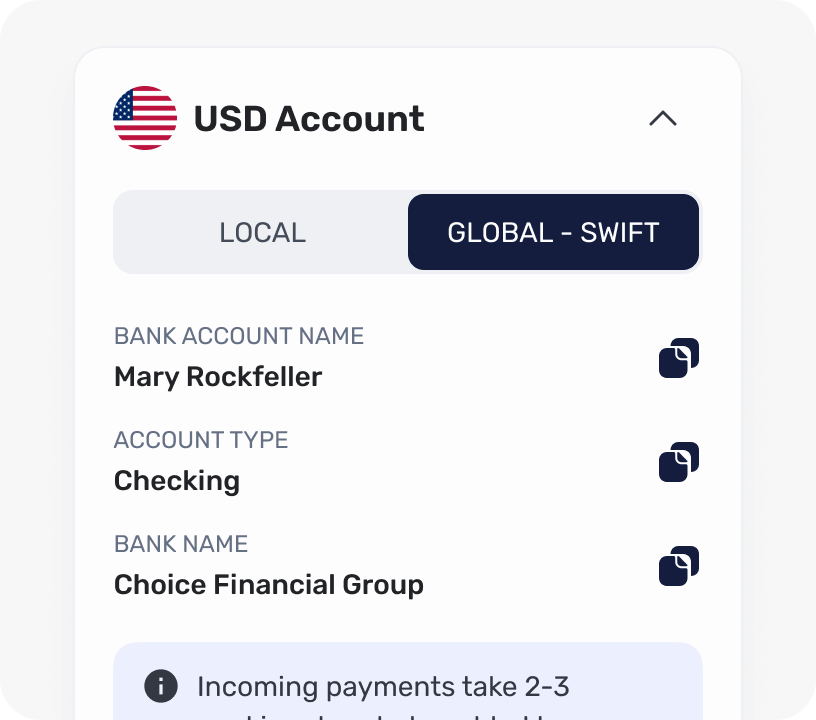 USD Account
LOCAL
GLOBAL - SWIFT
BANK ACCOUNT NAME
Mary Rockfeller
ACCOUNT TYPE
Checking
BANK NAME
Choice Financial Group
Incoming payments take 2-3